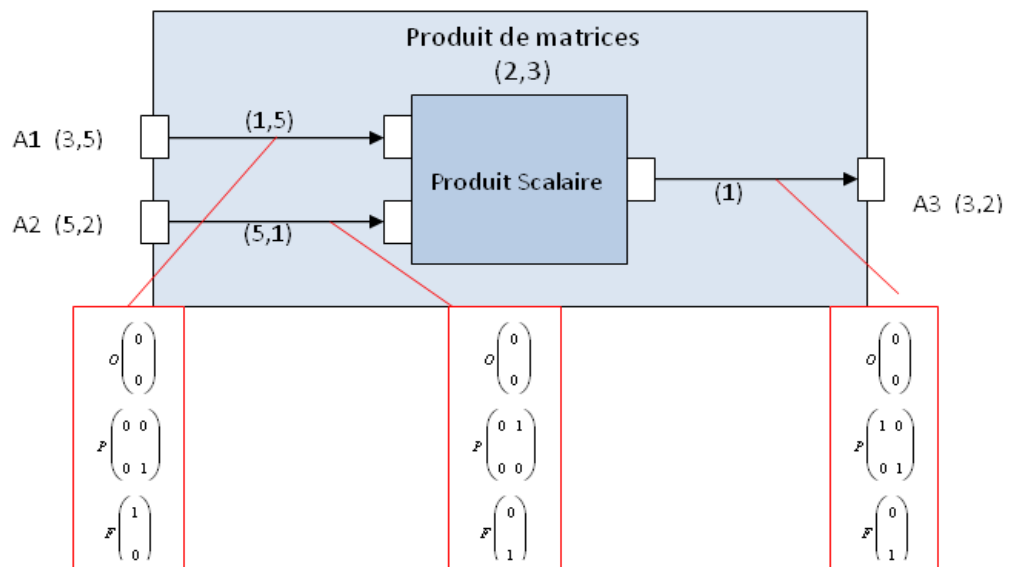 Produit de matrices
(2,3)
A1 (3,5)
(1,5)
Produit Scalaire
A2 (5,2)
(5,1)
(1)
A3 (3,2)
O ( 0
0 )
P ( 0 0
0 1 )
( 1
0 )
O ( 0
0 )
P ( 0 1
0 0 )
( 0
1 )
O ( 0
0 )
P ( 1 0
0 1 )
( 0
1 )